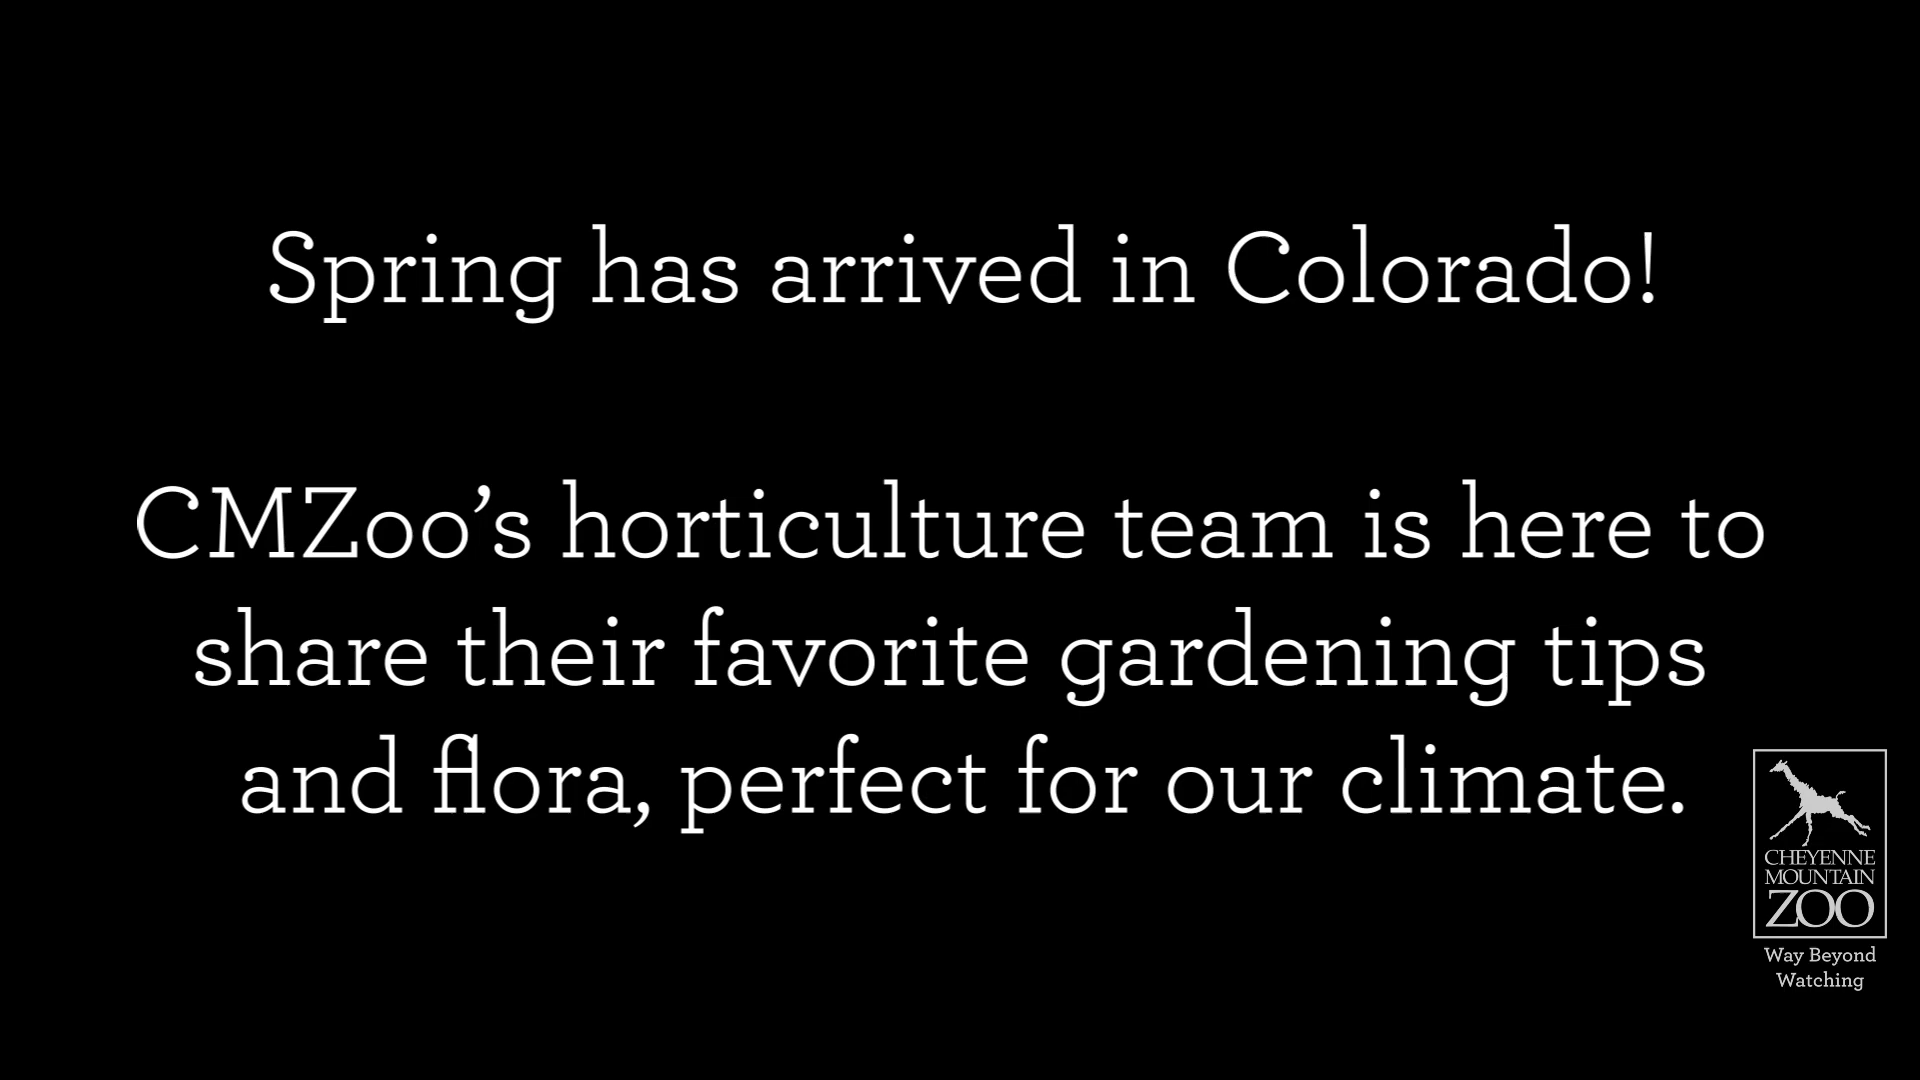 Spring has arrived in Colorado!
CMZoo’s horticulture team is here to
share their favorite gardening tips
and flora, perfect for our climate.
CHEYENNE
MOUNTAIN
ZOO
Way Beyond
Watching